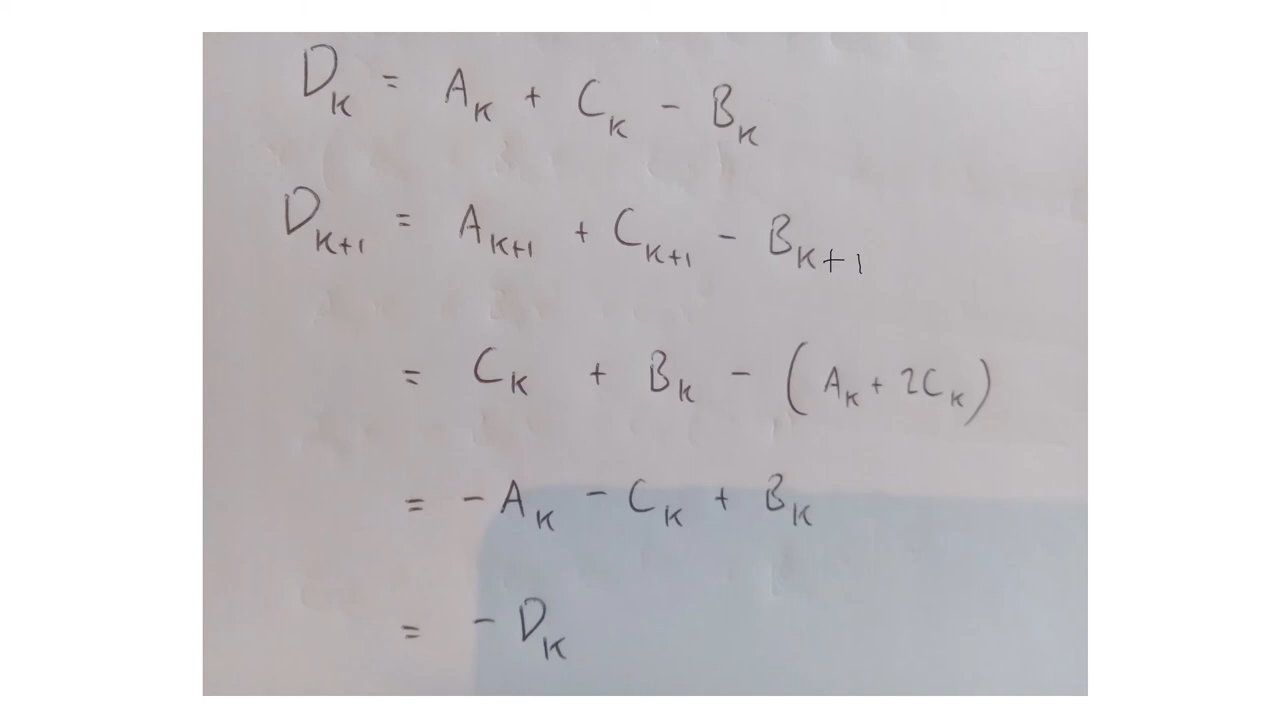 D_K = A_K + C_K - B_K
D_{K+1} = A_{K+1} + C_{K+1} - B_{K+1}
= C_K + B_K - (A_K + 2C_K)
= - A_K - C_K + B_K
= - D_K